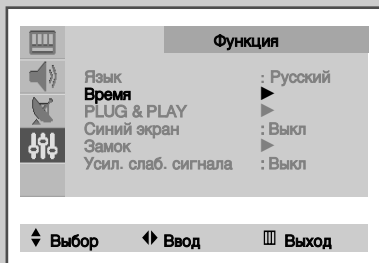 Функция
Язык : Русский
Время
PLUG & PLAY
Синий экран : Выкл
Замок
Усил. слаб. сигнала : Выкл
Выбор Ввод Выход